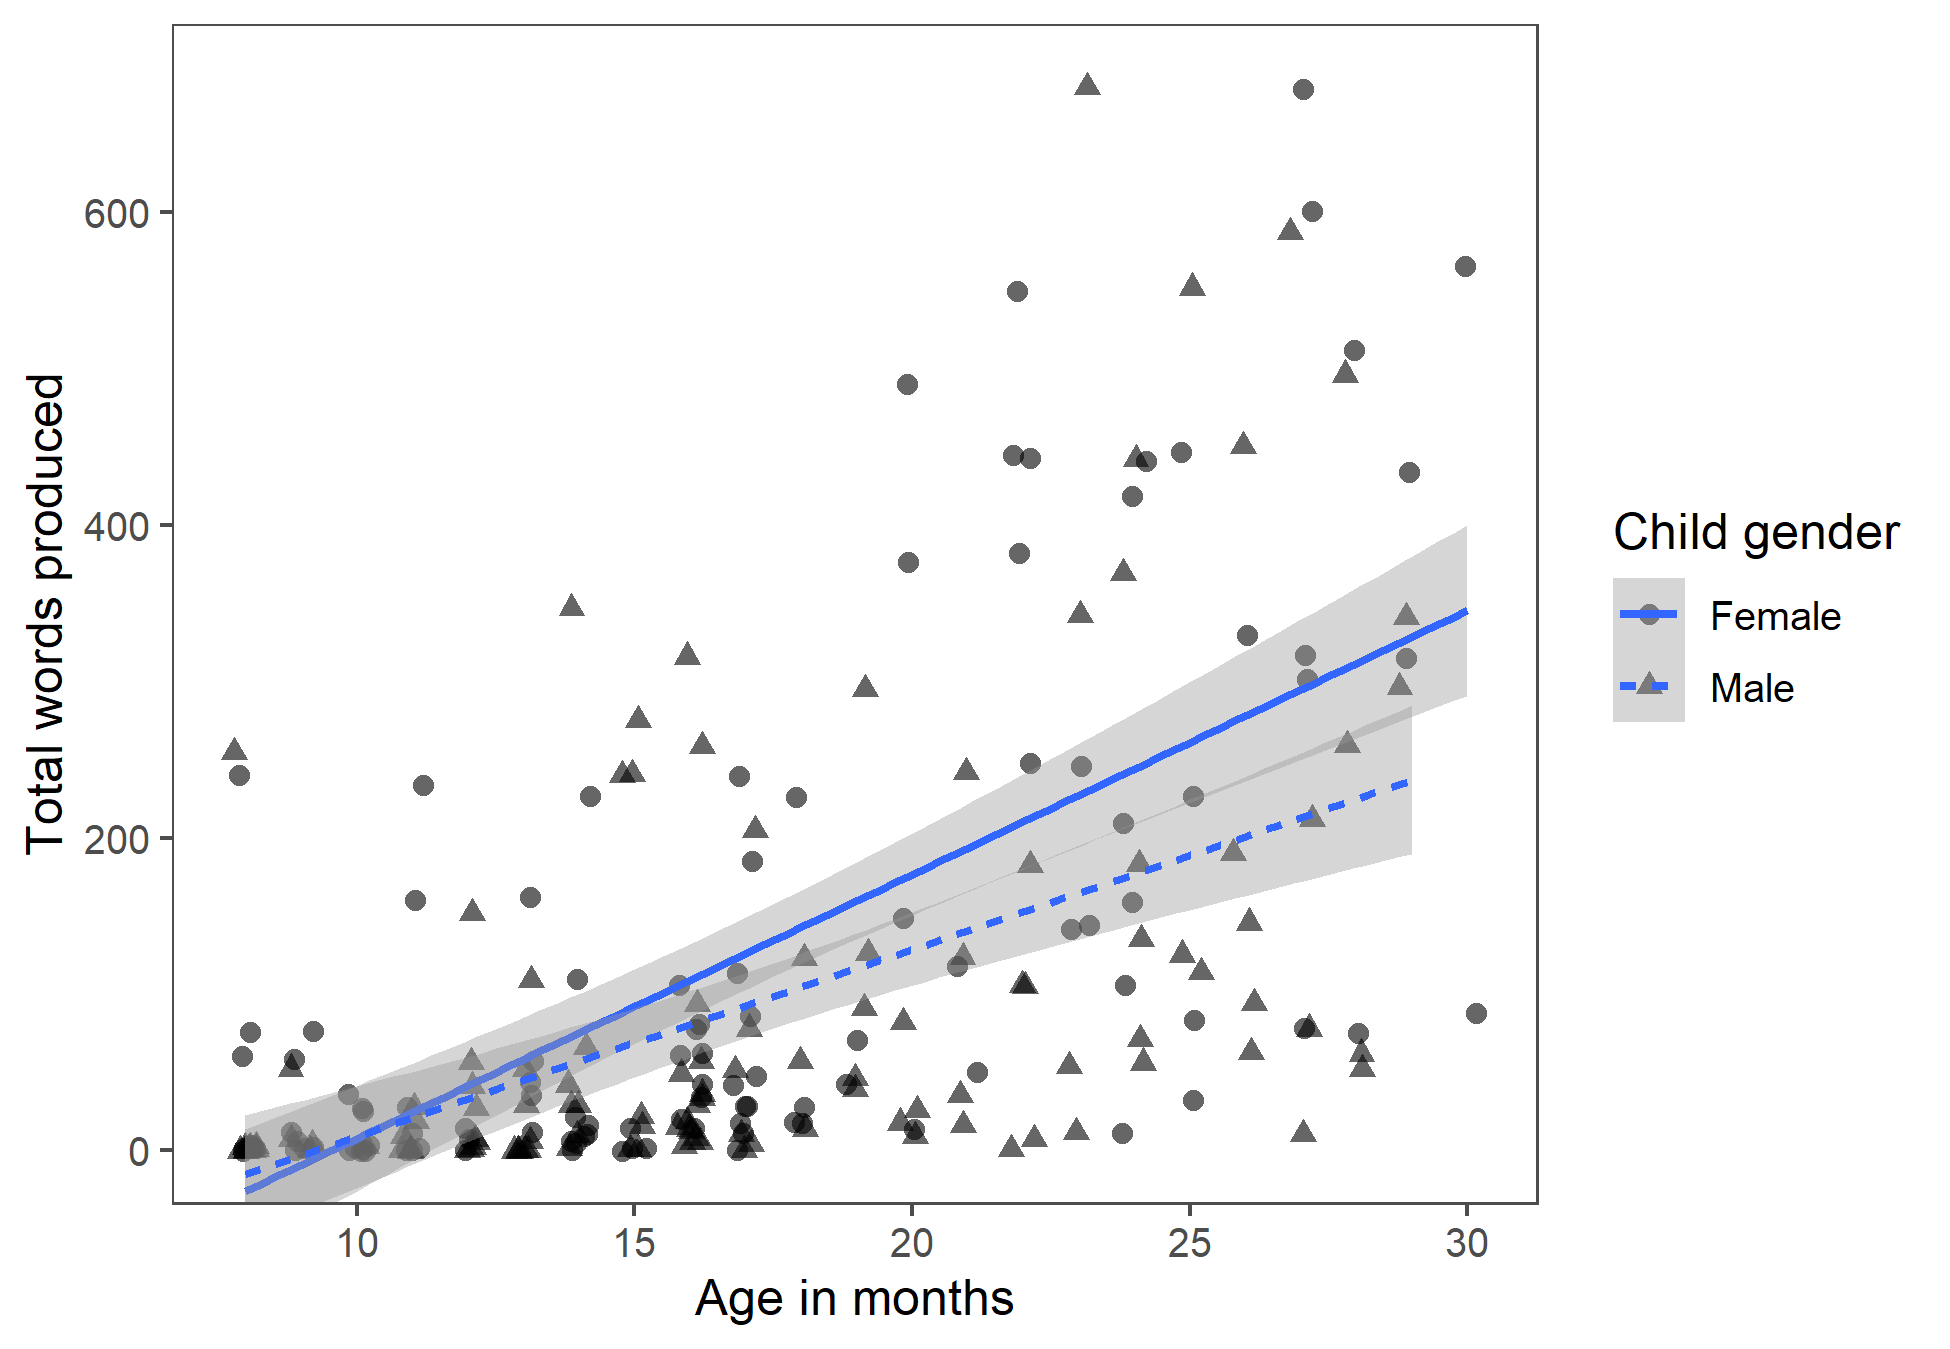 Total words produced
600
400
200
0
10 15 20 25 30
Age in months
Child gender
Female
Male